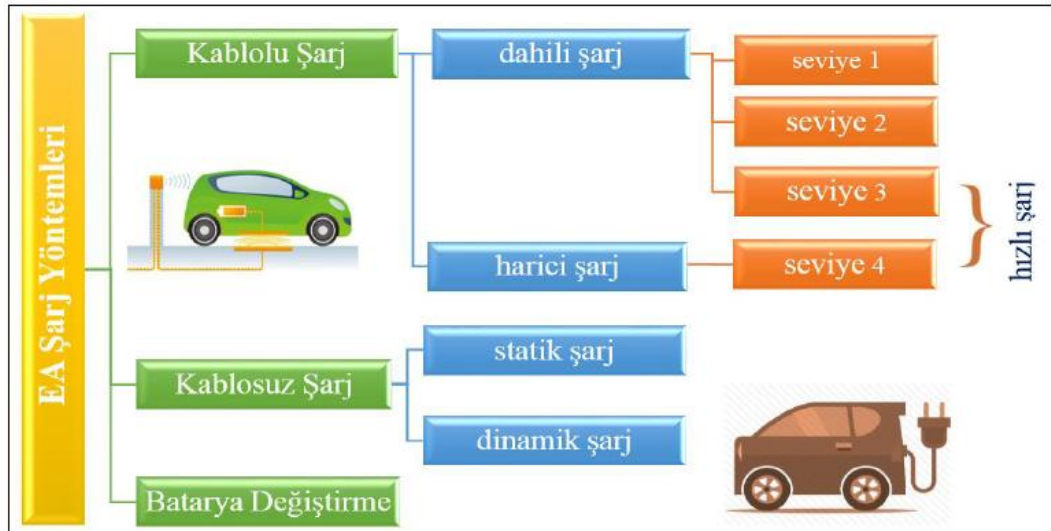 EA Şarj Yöntemleri
Kablolu Şarj
dahili şarj
seviye 1
seviye 2
seviye 3
harici şarj
seviye 4
hızlı şarj
Kablosuz Şarj
statik şarj
dinamik şarj
Batarya Değiştirme